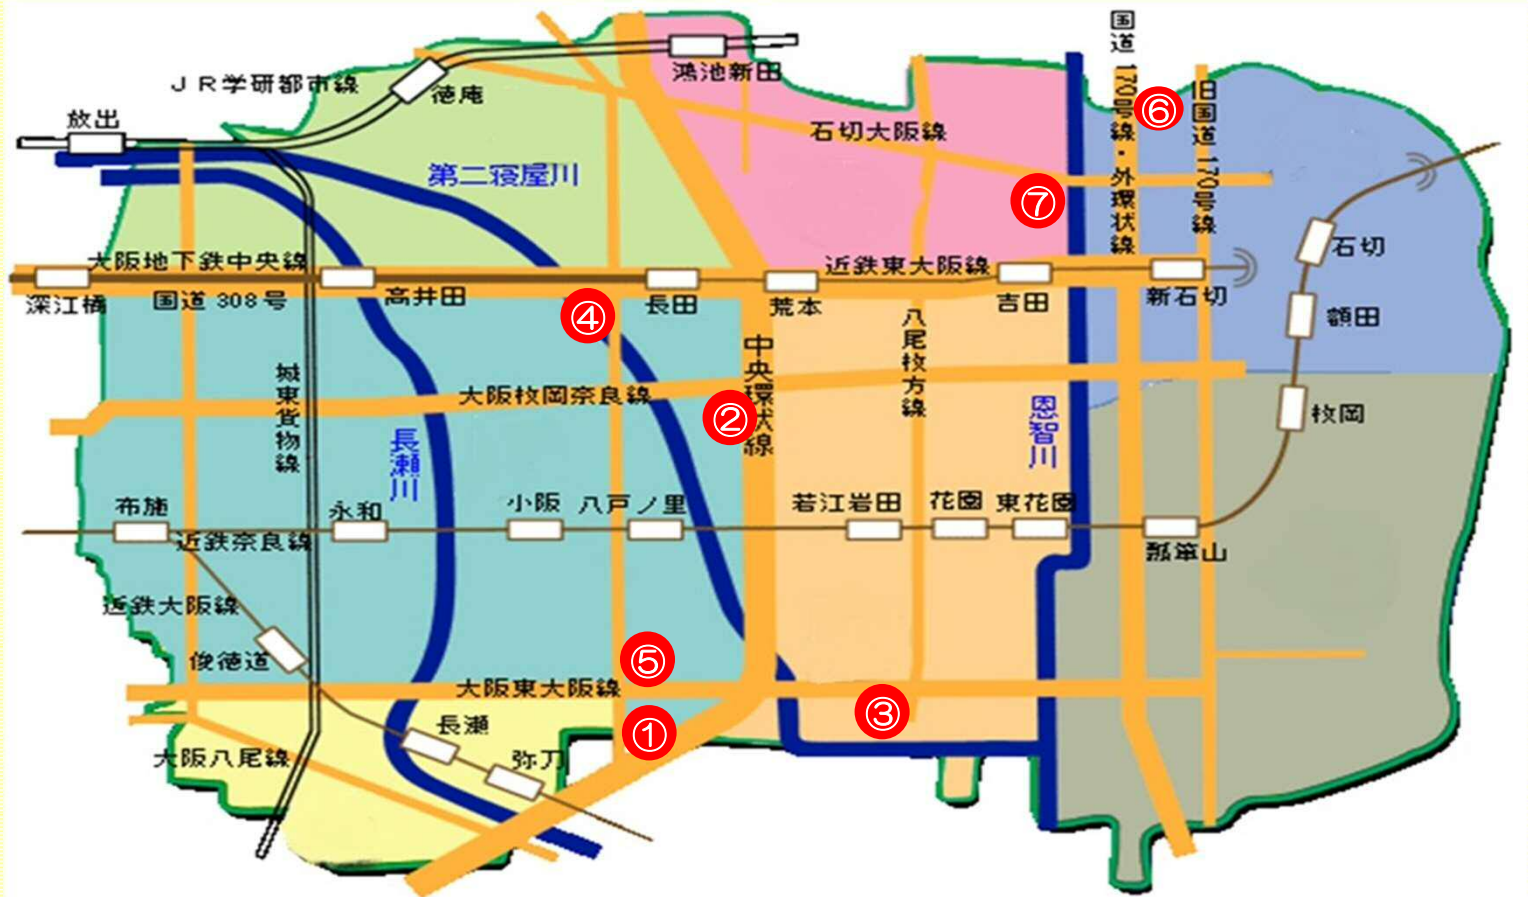 国道170号線・外環状線
鴻池新田
JR学研都市線
徳庵
⑥
旧国道170号線
放出
石切大阪線
第二寝屋川
⑦
石切
大阪地下鉄中央線
近鉄東大阪線
深江橋
国道308号
高井田
長田
荒本
吉田
新石切
④
額田
八尾枚方線
中央環状線
城東貨物線
大阪枚岡奈良線
②
恩智川
枚岡
長瀬川
布施
永和
小阪
八戸ノ里
若江岩田
花園
東花園
近鉄奈良線
瓢箪山
近鉄大阪線
俊徳道
⑤
大阪東大阪線
③
長瀬
①
大阪八尾線
弥刀